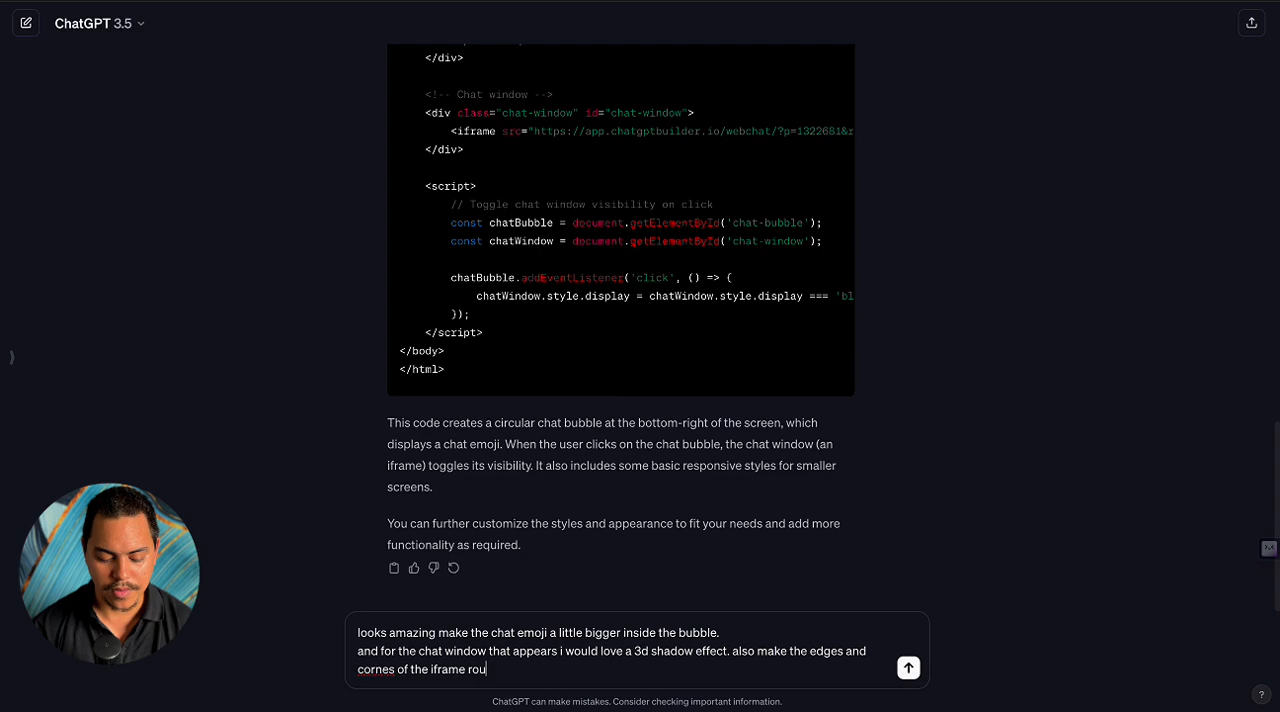 ChatGPT 3.5
</div>
<!-- Chat window -->
<div class="chat-window" id="chat-window">
<iframe src="https://app.chatgptbuilder.io/webchat/?p=1322681&r
</div>
<script>
// Toggle chat window visibility on click
const chatBubble = document.getElementById('chat-bubble');
const chatWindow = document.getElementById('chat-window');
chatBubble.addEventListener('click', () => {
chatWindow.style.display = chatWindow.style.display === 'bl
});
</script>
</body>
</html>
This code creates a circular chat bubble at the bottom-right of the screen, which
displays a chat emoji. When the user clicks on the chat bubble, the chat window (an
iframe) toggles its visibility. It also includes some basic responsive styles for smaller
screens.
You can further customize the styles and appearance to fit your needs and add more
functionality as required.
looks amazing make the chat emoji a little bigger inside the bubble.
and for the chat window that appears i would love a 3d shadow effect. also make the edges and
cornes of the iframe rou
ChatGPT can make mistakes. Consider checking important information.
?